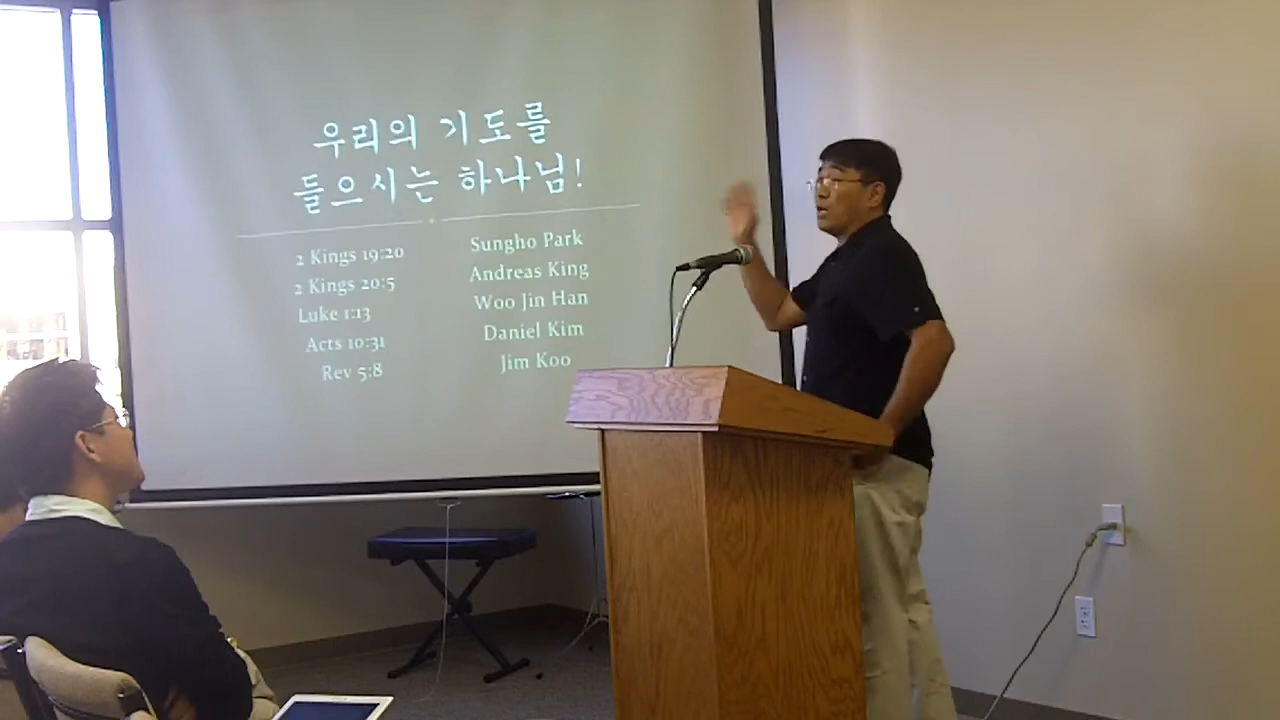 우리의 기도를
들으시는 하나님!
2 Kings 19:20
2 Kings 20:5
Luke 1:13
Acts 10:31
Rev 5:8
Sungho Park
Andreas King
Woo Jin Han
Daniel Kim
Jim Koo